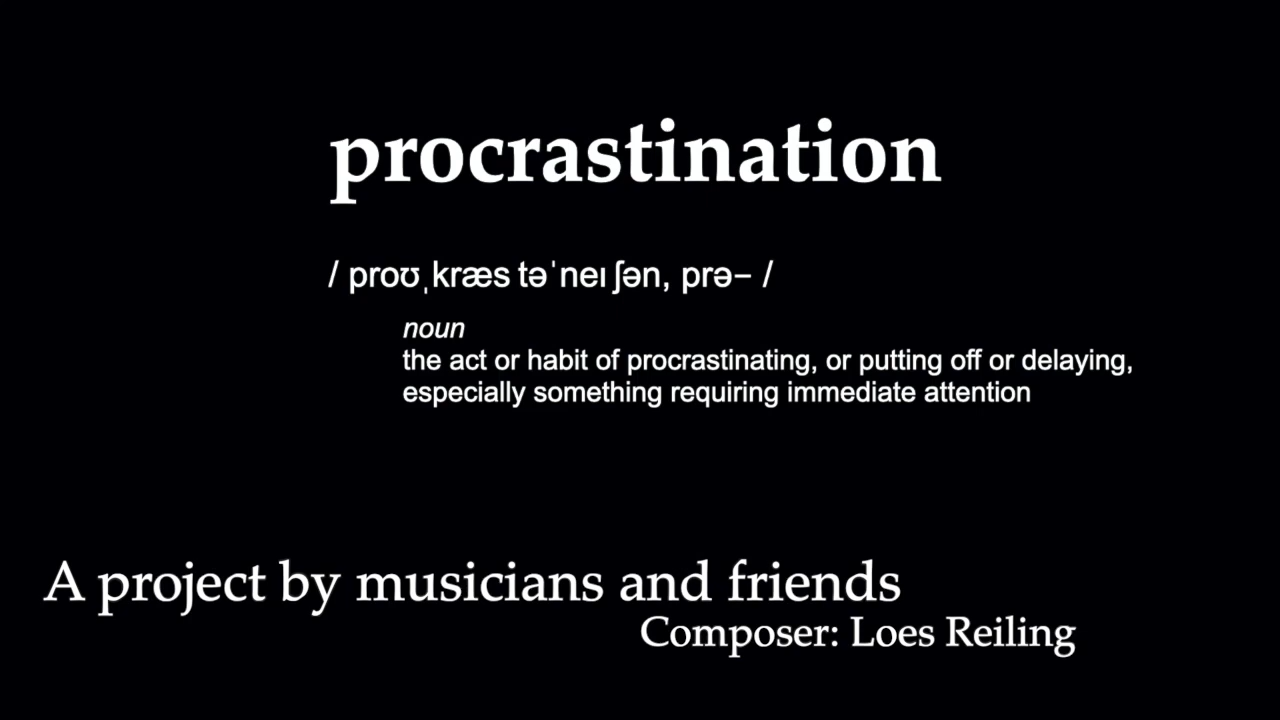 procrastination
/ proʊˌkræs təˈneɪ ʃən, prə– /
noun
the act or habit of procrastinating, or putting off or delaying,
especially something requiring immediate attention
A project by musicians and friends
Composer: Loes Reiling